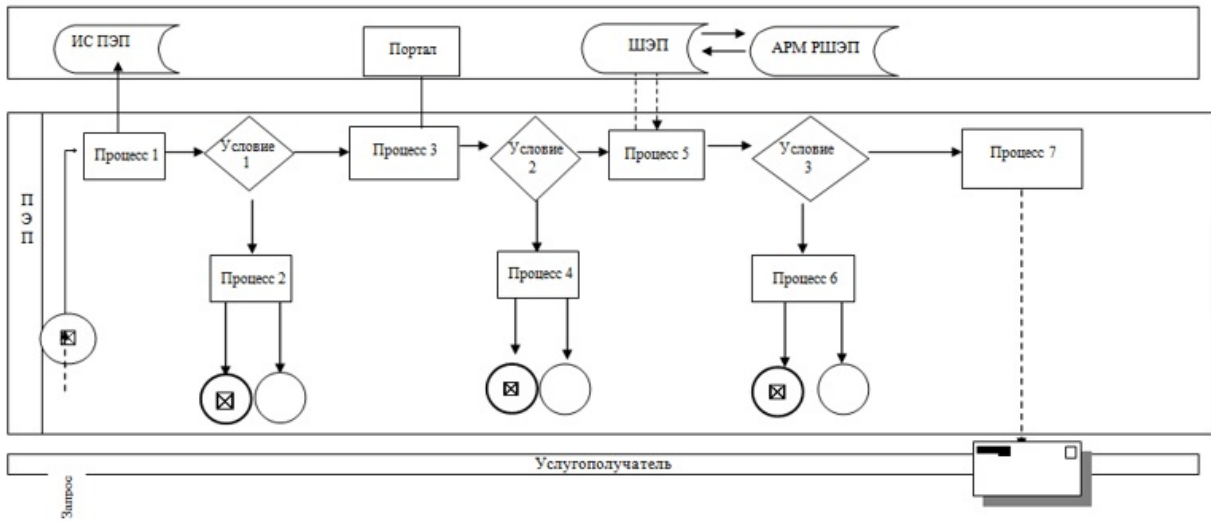 ИС ПЭП
Портал
ШЭП
АРМ РШЭП
Процесс 1
Условие
1
Процесс 3
Условие
2
Процесс 5
Условие
3
Процесс 7
П
Э
П
Процесс 2
Процесс 4
Процесс 6
Услугополучатель
Запрос